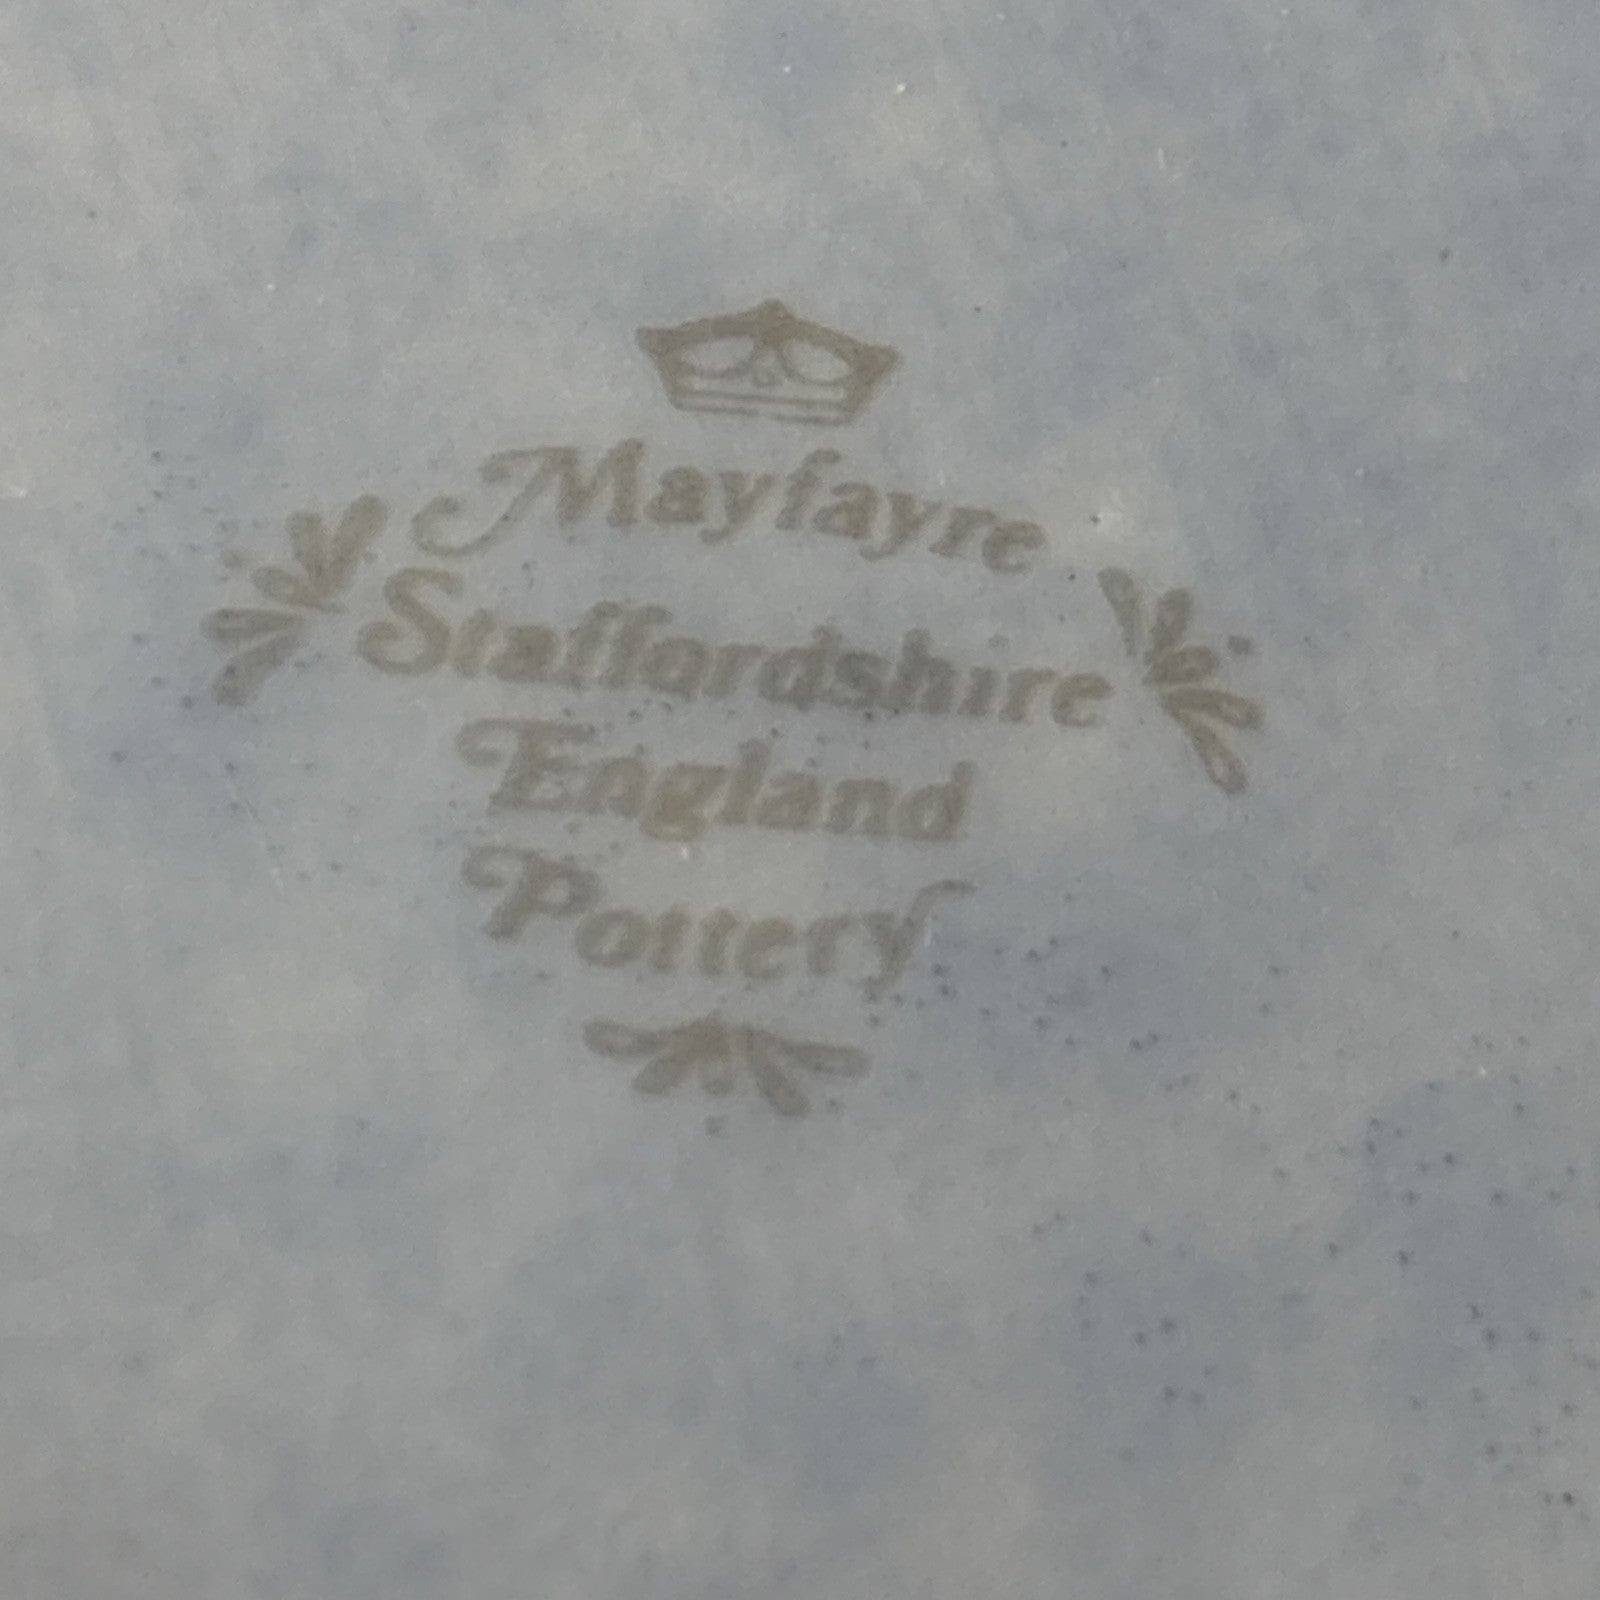 Mayfayre
Staffordshire
England
Pottery